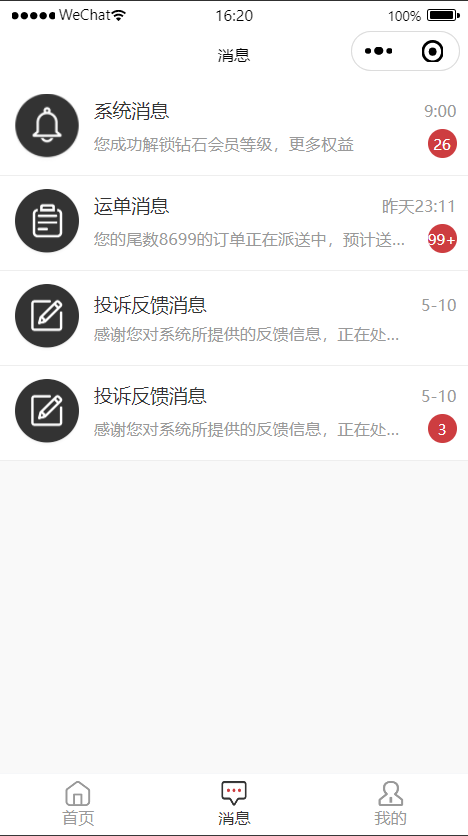 WeChat 16:20 100%
消息
系统消息 9:00
您成功解锁钻石会员等级，更多权益 26
运单消息 昨天23:11
您的尾数8699的订单正在派送中，预计送... 99+
投诉反馈消息 5-10
感谢您对系统所提供的反馈信息，正在处...
投诉反馈消息 5-10
感谢您对系统所提供的反馈信息，正在处... 3
首页 消息 我的